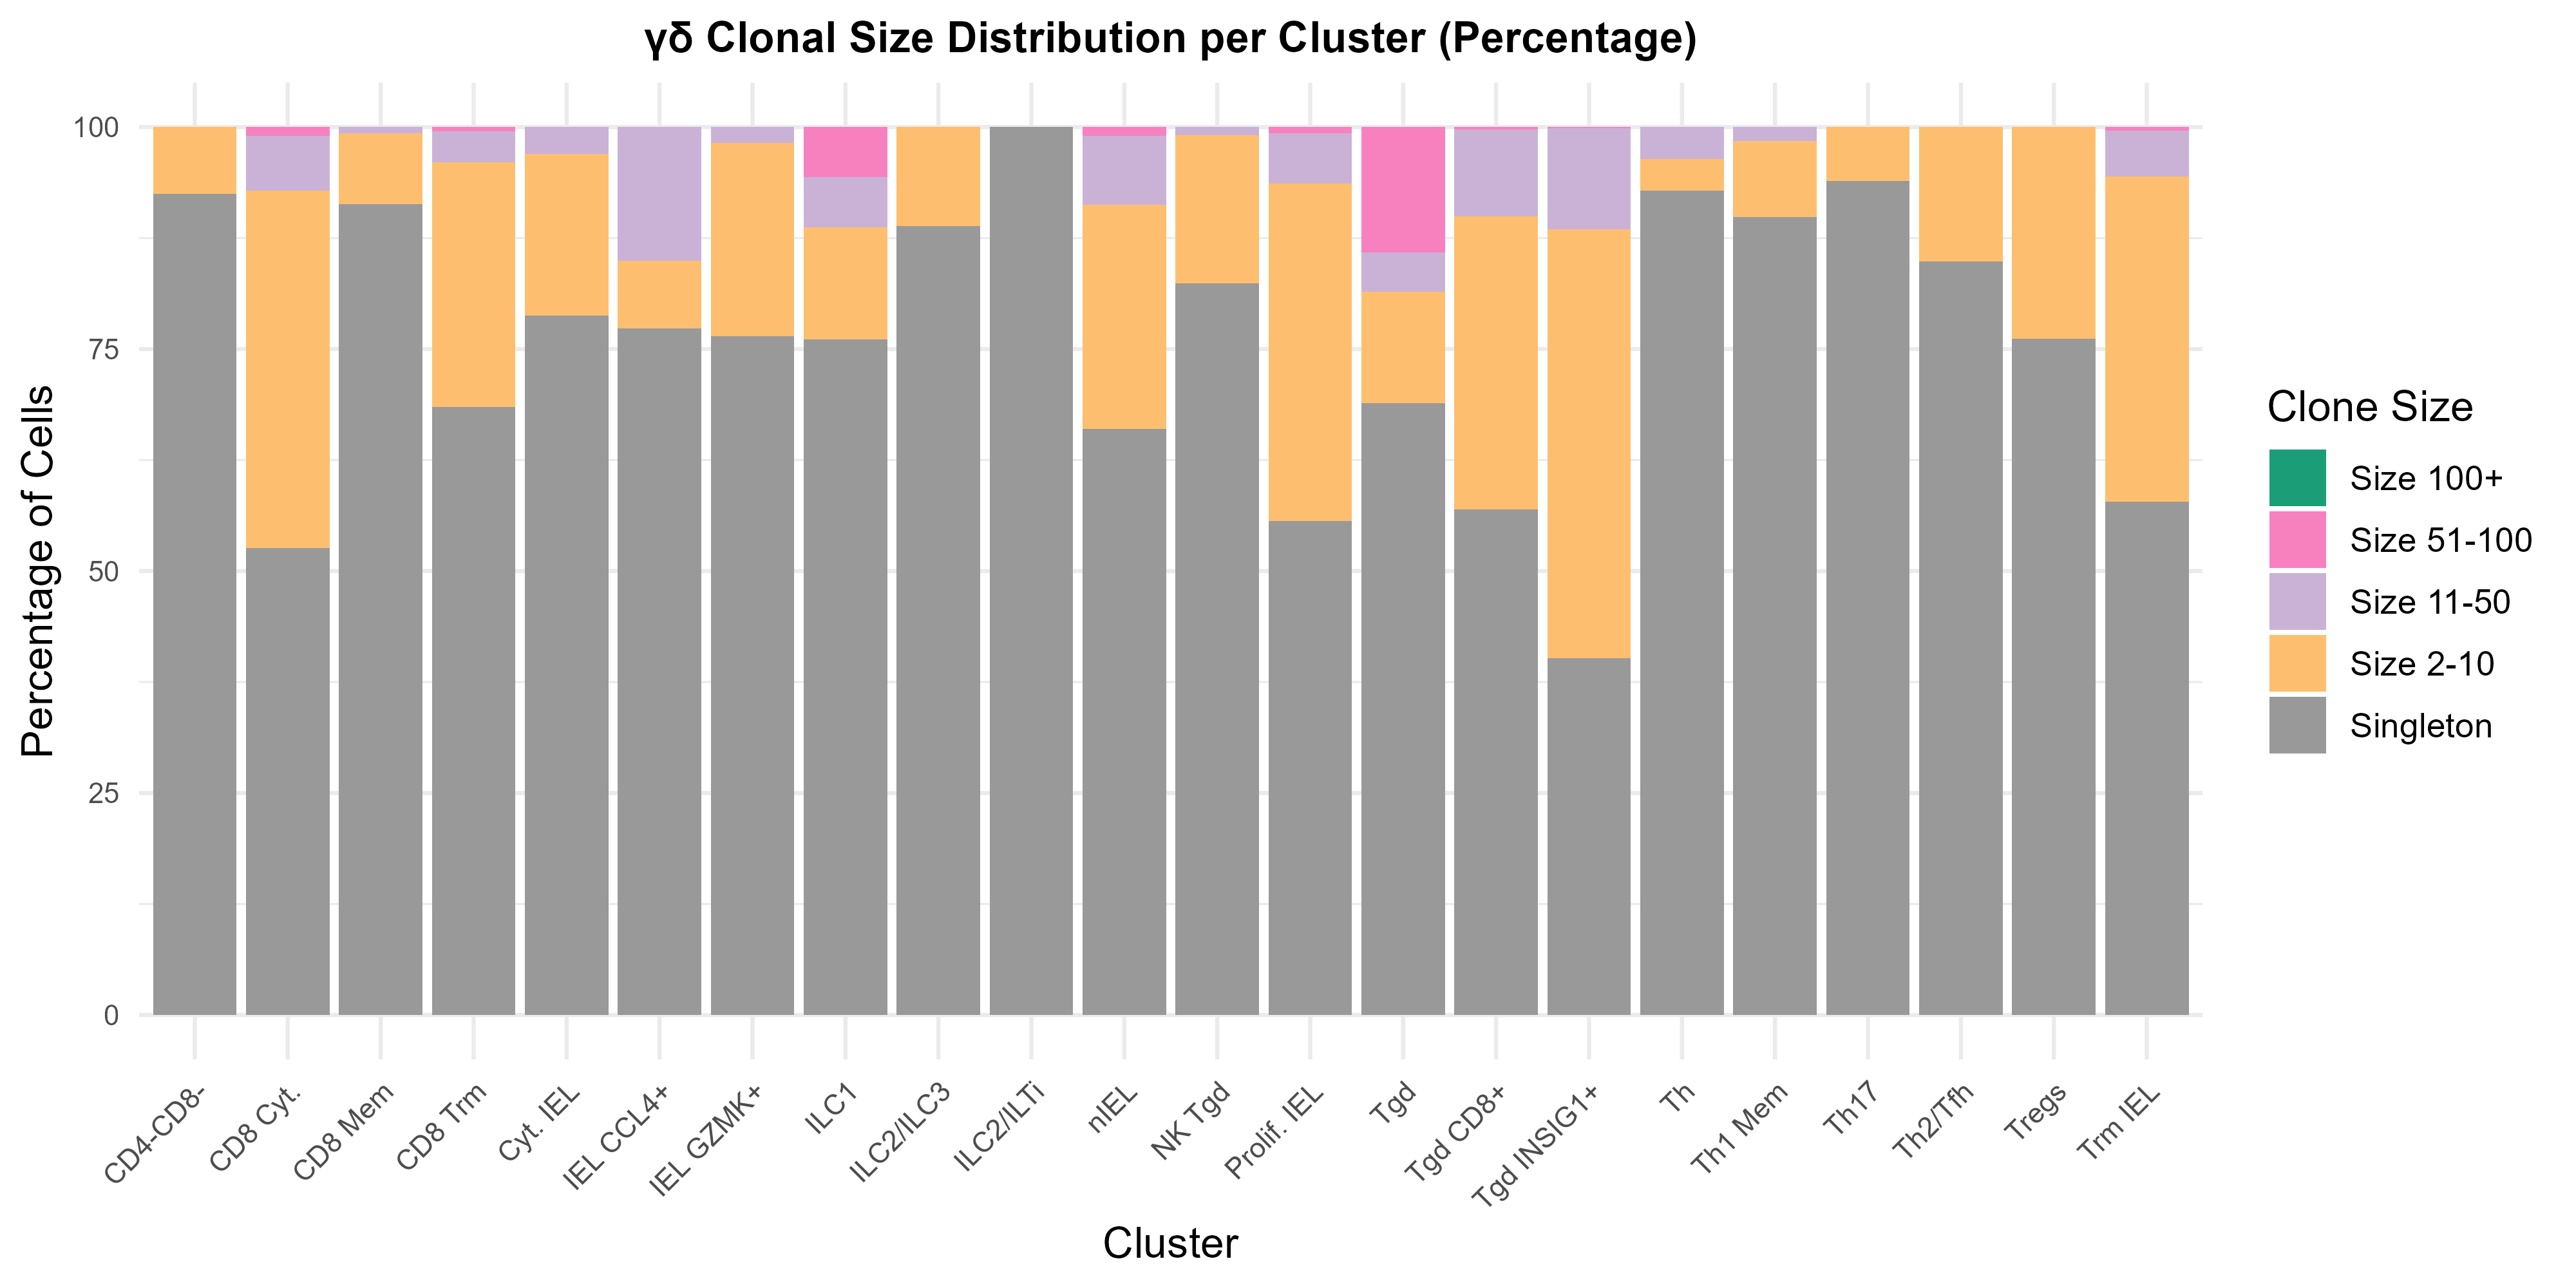 γδ Clonal Size Distribution per Cluster (Percentage)
Percentage of Cells
100
75
50
25
0
CD4-CD8-
CD8 Cyt.
CD8 Mem
CD8 Trm
Cyt. IEL
IEL CCL4+
IEL GZMK+
ILC1
ILC2/ILC3
ILC2/ILTi
nIEL
NK Tgd
Prolif. IEL
Tgd
Tgd CD8+
Tgd INSIG1+
Th
Th1 Mem
Th17
Th2/Tfh
Tregs
Trm IEL
Cluster
Clone Size
Size 100+
Size 51-100
Size 11-50
Size 2-10
Singleton